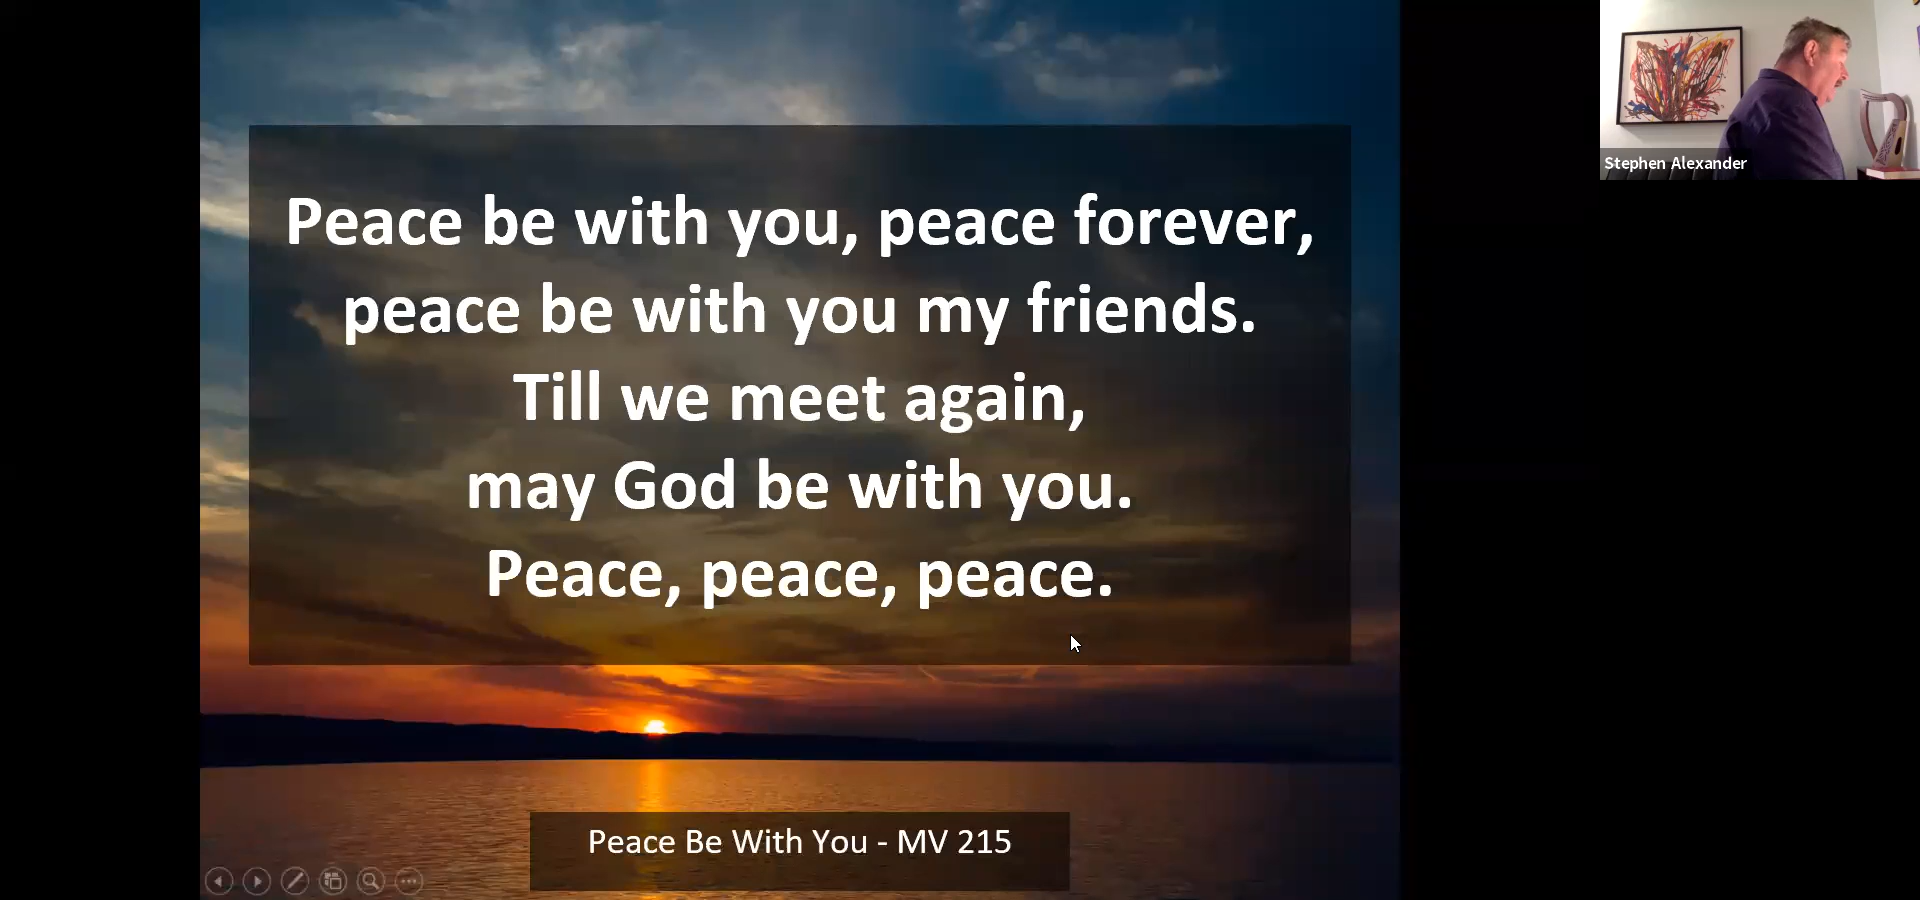 Peace be with you, peace forever,
peace be with you my friends.
Till we meet again,
may God be with you.
Peace, peace, peace.
Peace Be With You - MV 215
Stephen Alexander